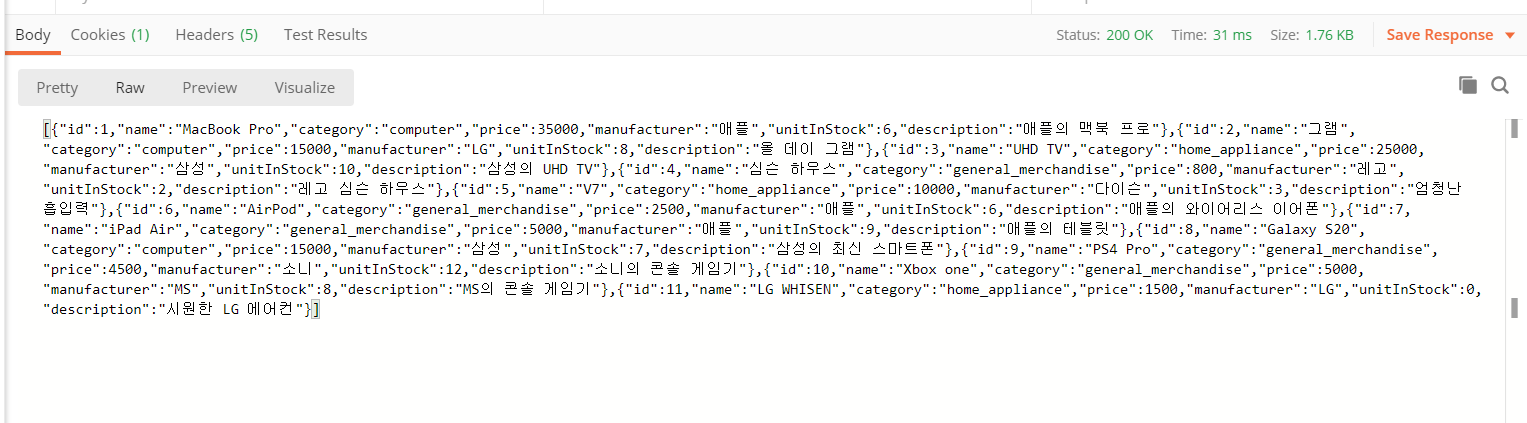 Body Cookies (1) Headers (5) Test Results Status: 200 OK Time: 31 ms Size: 1.76 KB Save Response
Pretty Raw Preview Visualize
[{"id":1,"name":"MacBook Pro","category":"computer","price":35000,"manufacturer":"애플","unitInStock":6,"description":"애플의 맥북 프로"},{"id":2,"name":"그램",
"category":"computer","price":15000,"manufacturer":"LG","unitInStock":8,"description":"올 데이 그램"},{"id":3,"name":"UHD TV","category":"home_appliance","price":25000,
"manufacturer":"삼성","unitInStock":10,"description":"삼성의 UHD TV"},{"id":4,"name":"심슨 하우스","category":"general_merchandise","price":800,"manufacturer":"레고",
"unitInStock":2,"description":"레고 심슨 하우스"},{"id":5,"name":"V7","category":"home_appliance","price":10000,"manufacturer":"다이슨","unitInStock":3,"description":"엄청난
흡입력"},{"id":6,"name":"AirPod","category":"general_merchandise","price":2500,"manufacturer":"애플","unitInStock":6,"description":"애플의 와이어리스 이어폰"},{"id":7,
"name":"iPad Air","category":"general_merchandise","price":5000,"manufacturer":"애플","unitInStock":9,"description":"애플의 테블릿"},{"id":8,"name":"Galaxy S20",
"category":"computer","price":15000,"manufacturer":"삼성","unitInStock":7,"description":"삼성의 최신 스마트폰"},{"id":9,"name":"PS4 Pro","category":"general_merchandise",
"price":4500,"manufacturer":"소니","unitInStock":12,"description":"소니의 콘솔 게임기"},{"id":10,"name":"Xbox one","category":"general_merchandise","price":5000,
"manufacturer":"MS","unitInStock":8,"description":"MS의 콘솔 게임기"},{"id":11,"name":"LG WHISEN","category":"home_appliance","price":1500,"manufacturer":"LG","unitInStock":0,
"description":"시원한 LG 에어컨"}]